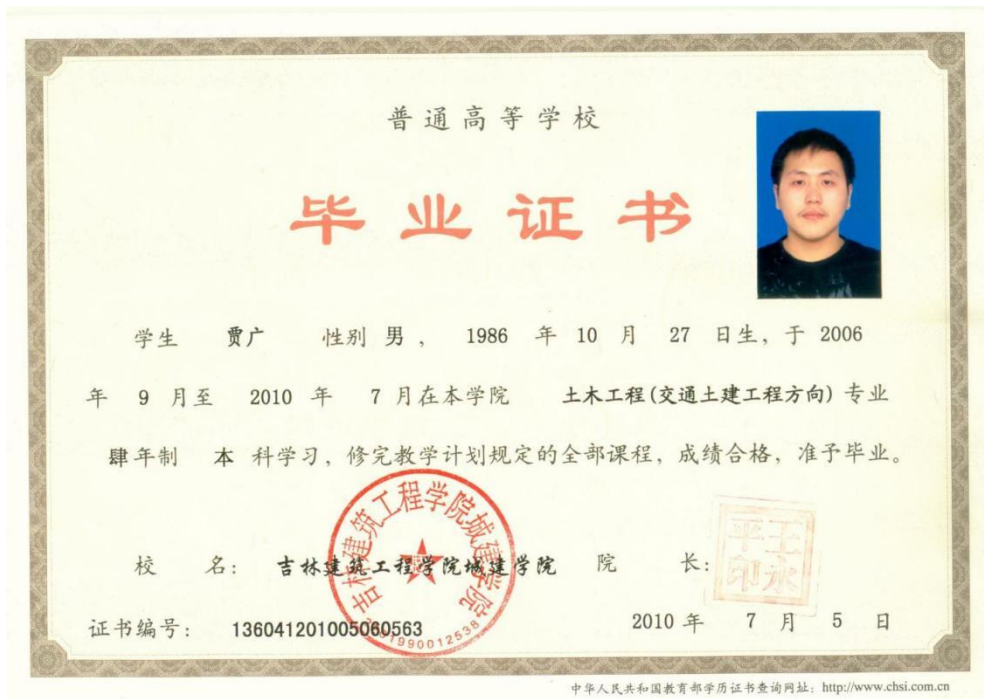 普通高等学校
毕业证书
学生 贾广 性别 男 ， 1986 年 10 月 27 日生，于 2006
年 9 月至 2010 年 7 月在本学院 土木工程(交通土建工程方向) 专业
肆年制 本 科学习，修完教学计划规定的全部课程，成绩合格，准予毕业。
吉林建筑工程学院城建学院
王永平印
校 名： 吉林建筑工程学院城建学院 院 长：
证书编号： 136041201005060563 2010 年 7 月 5 日
中华人民共和国教育部学历证书查询网址：http://www.chsi.com.cn